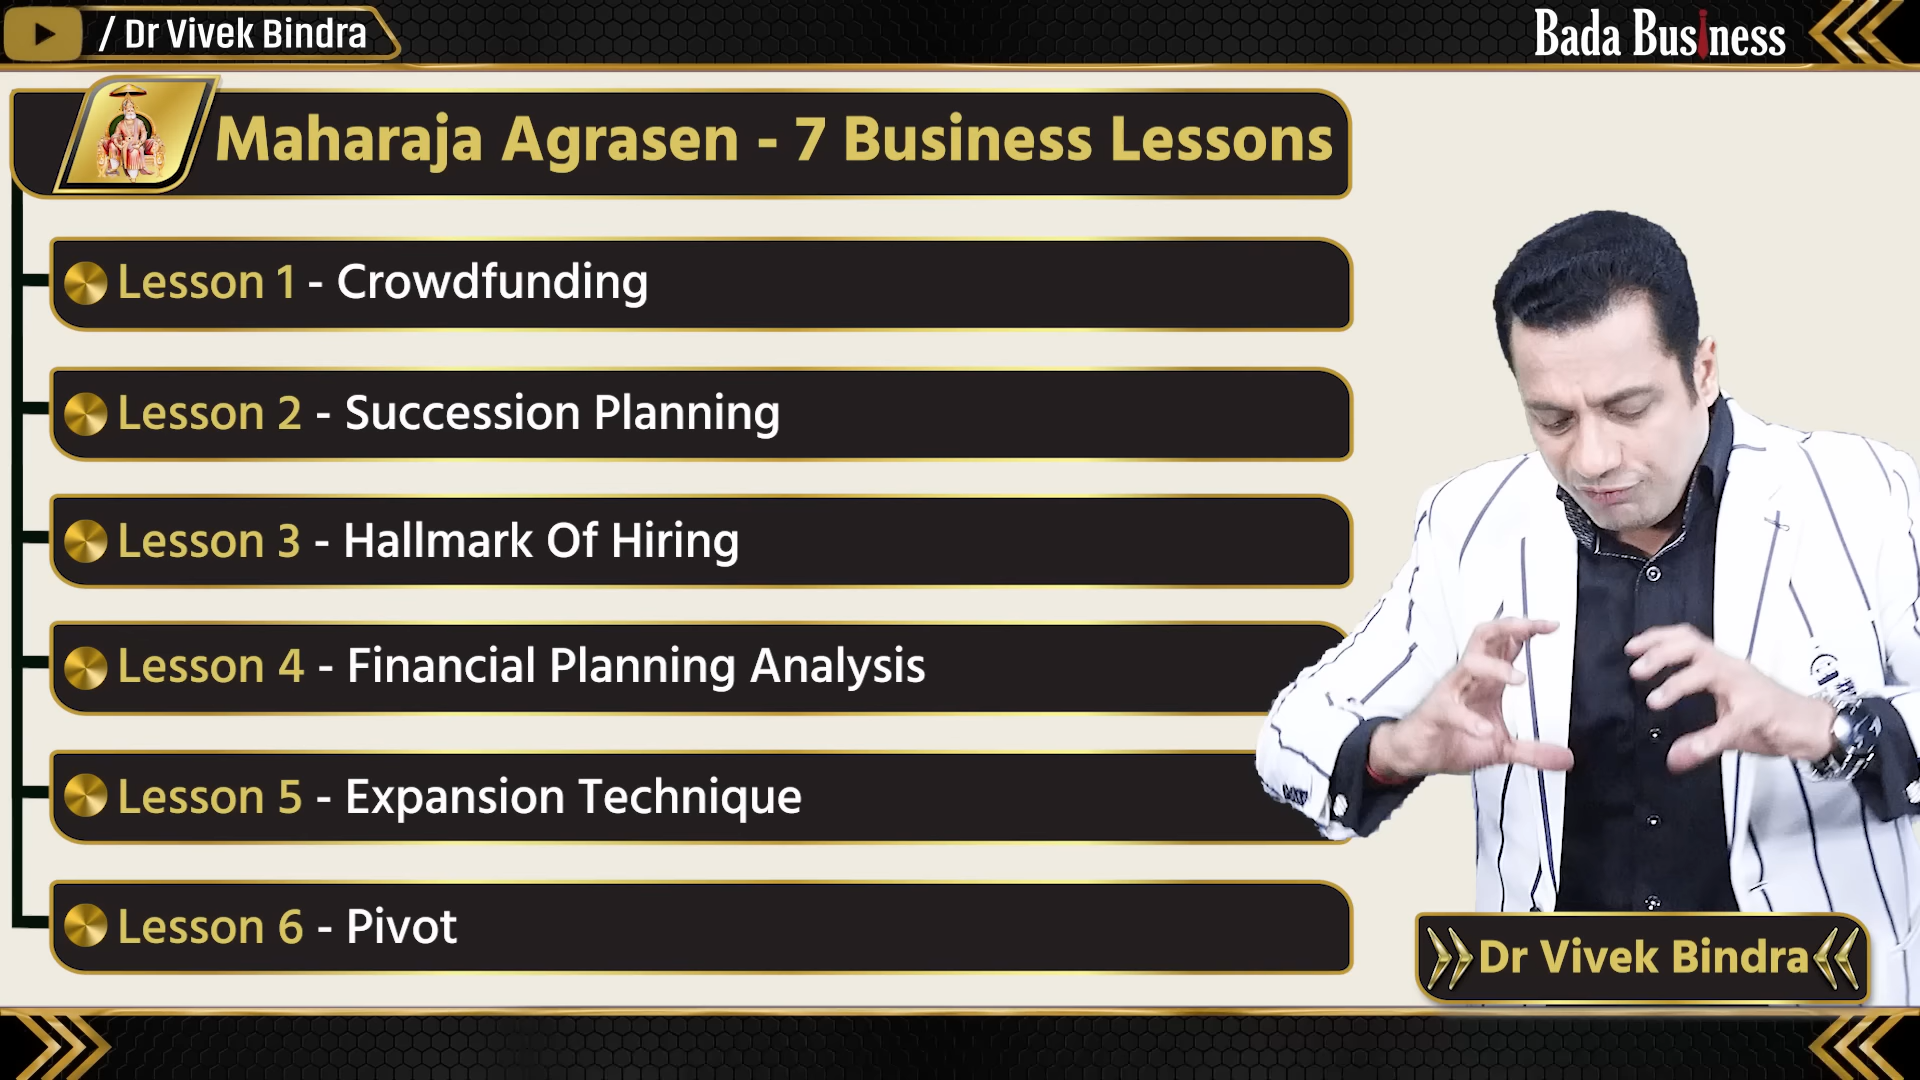 / Dr Vivek Bindra
Bada Business
Maharaja Agrasen - 7 Business Lessons
Lesson 1 - Crowdfunding
Lesson 2 - Succession Planning
Lesson 3 - Hallmark Of Hiring
Lesson 4 - Financial Planning Analysis
Lesson 5 - Expansion Technique
Lesson 6 - Pivot
Dr Vivek Bindra